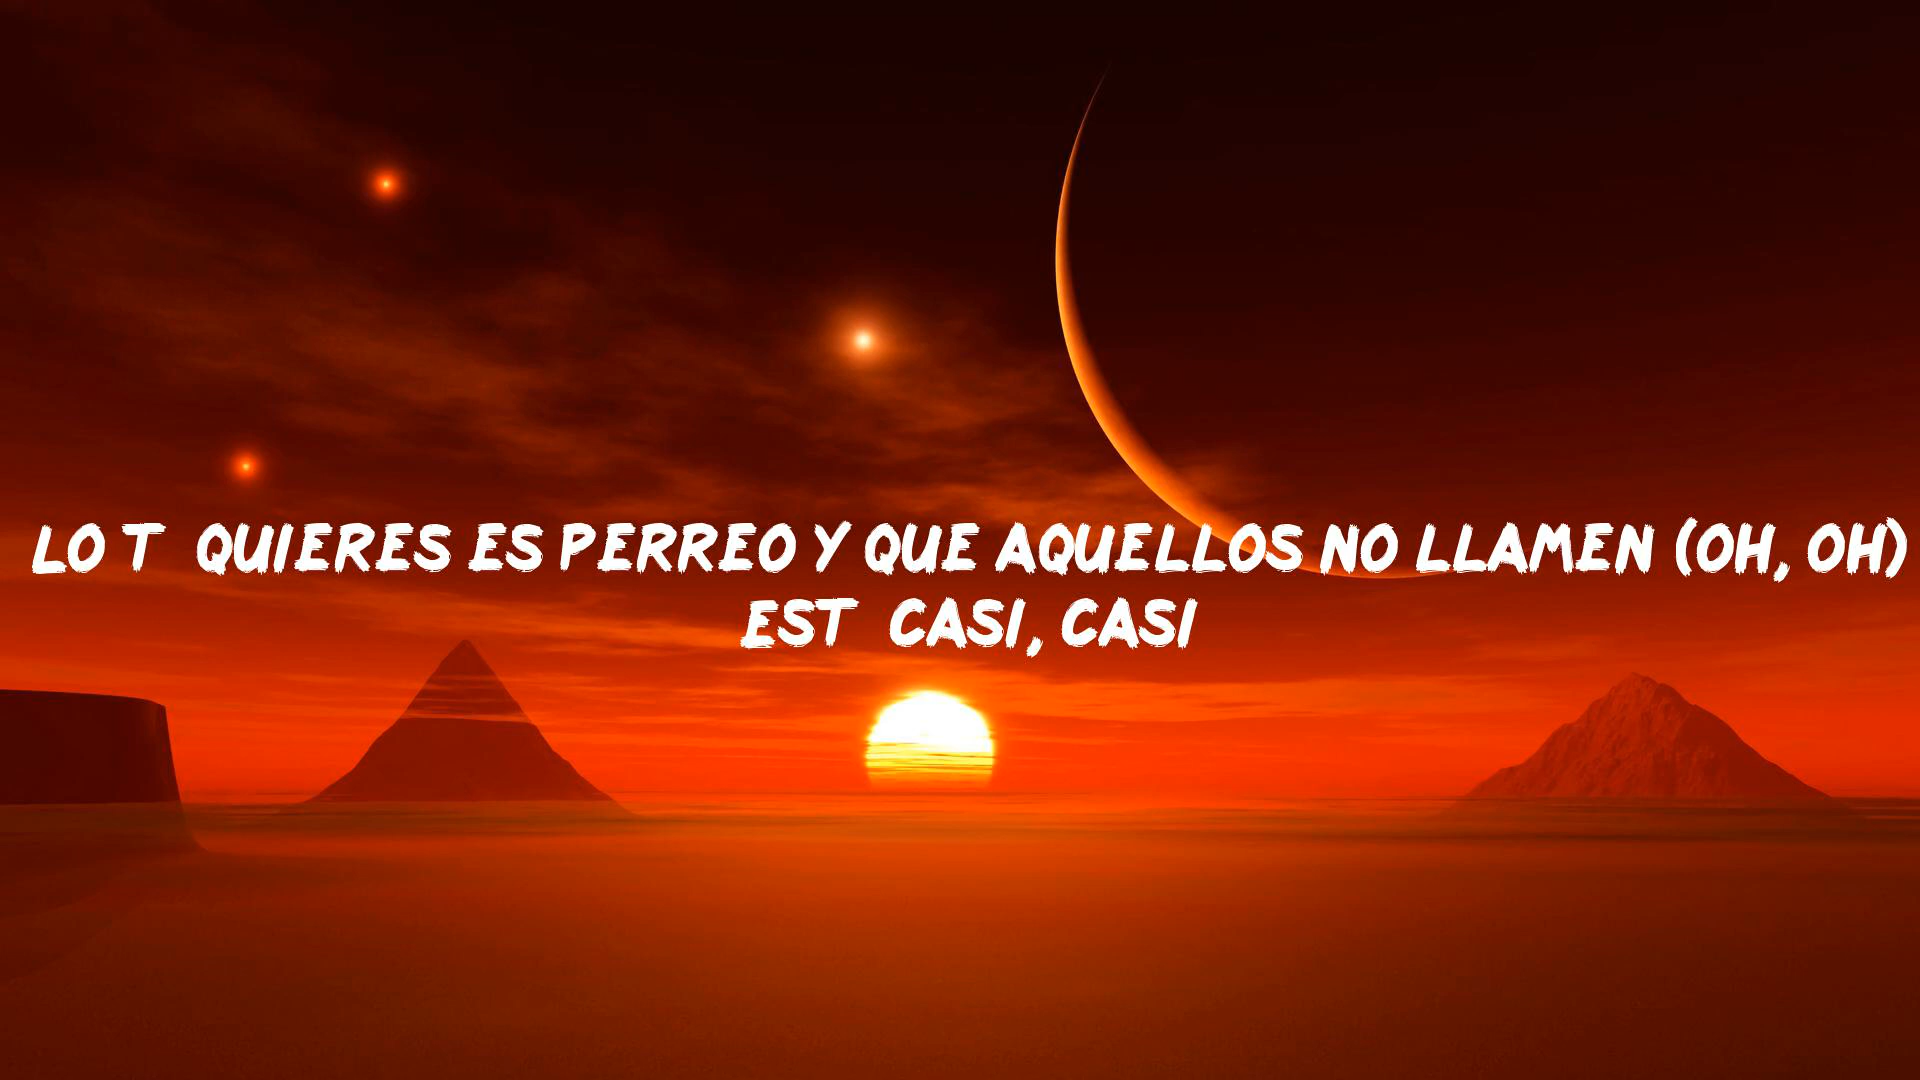 LO T  QUIERES ES PERREO Y QUE AQUELLOS NO LLAMEN (OH, OH)
EST  CASI, CASI